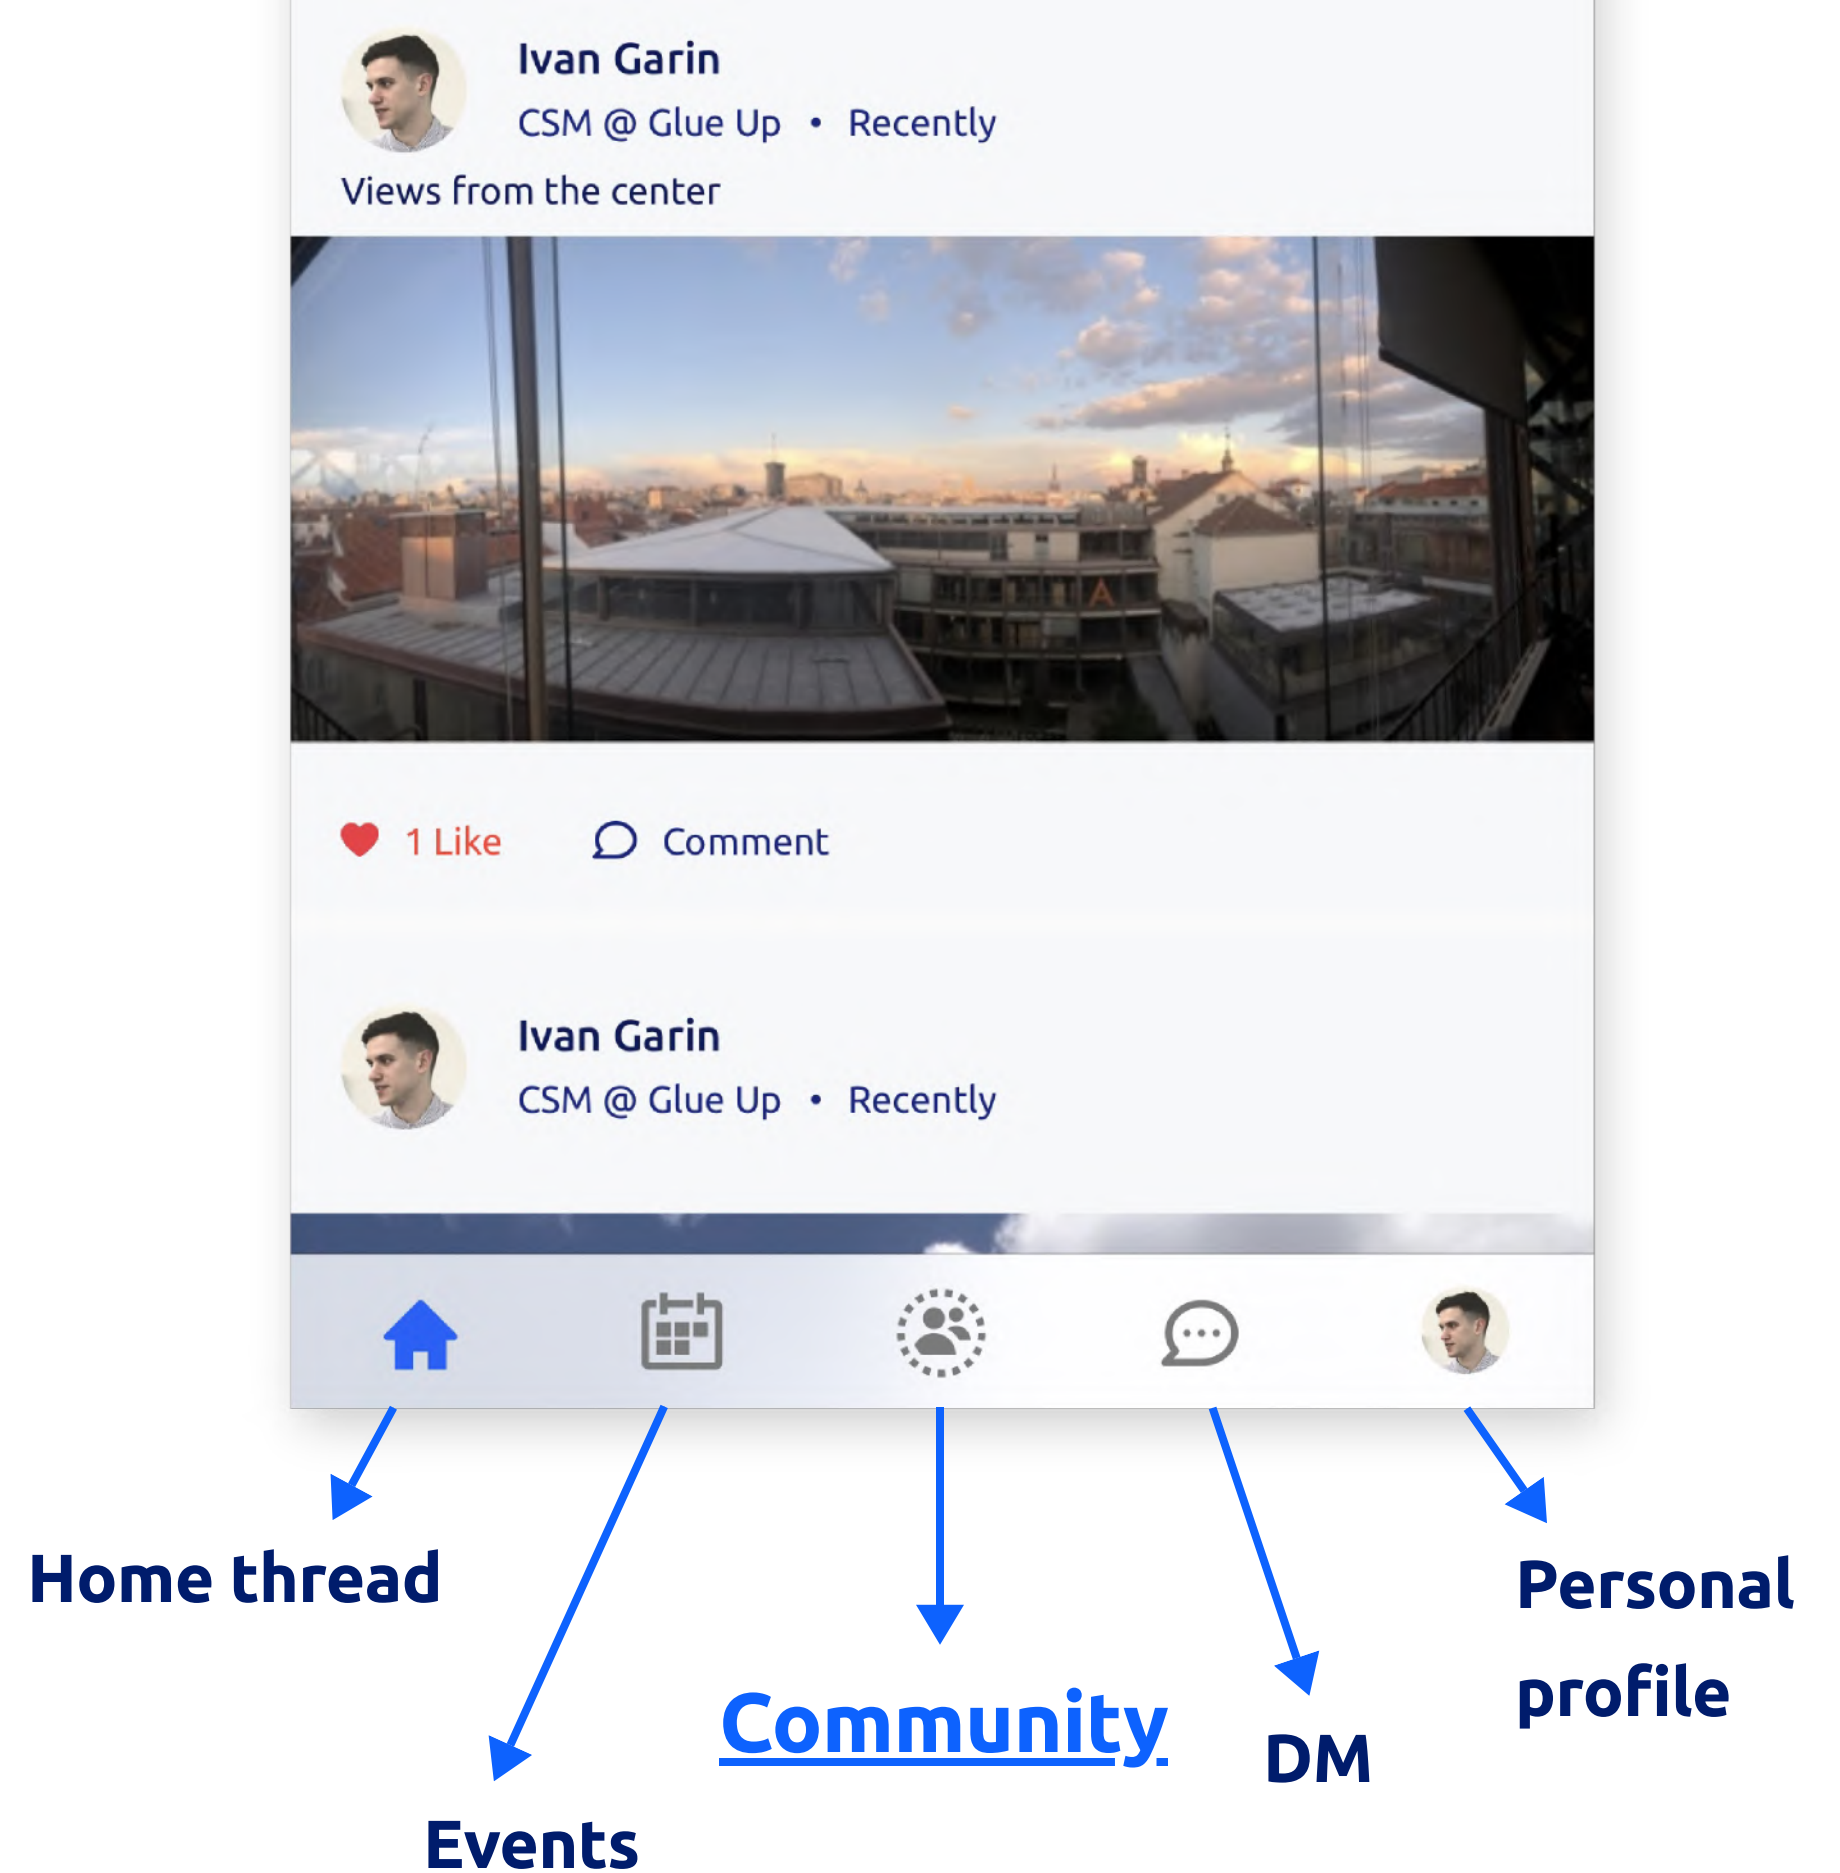 Ivan Garin
CSM @ Glue Up • Recently
Views from the center
A
1 Like Comment
Ivan Garin
CSM @ Glue Up • Recently
Home thread
Events
Community
DM
Personal
profile